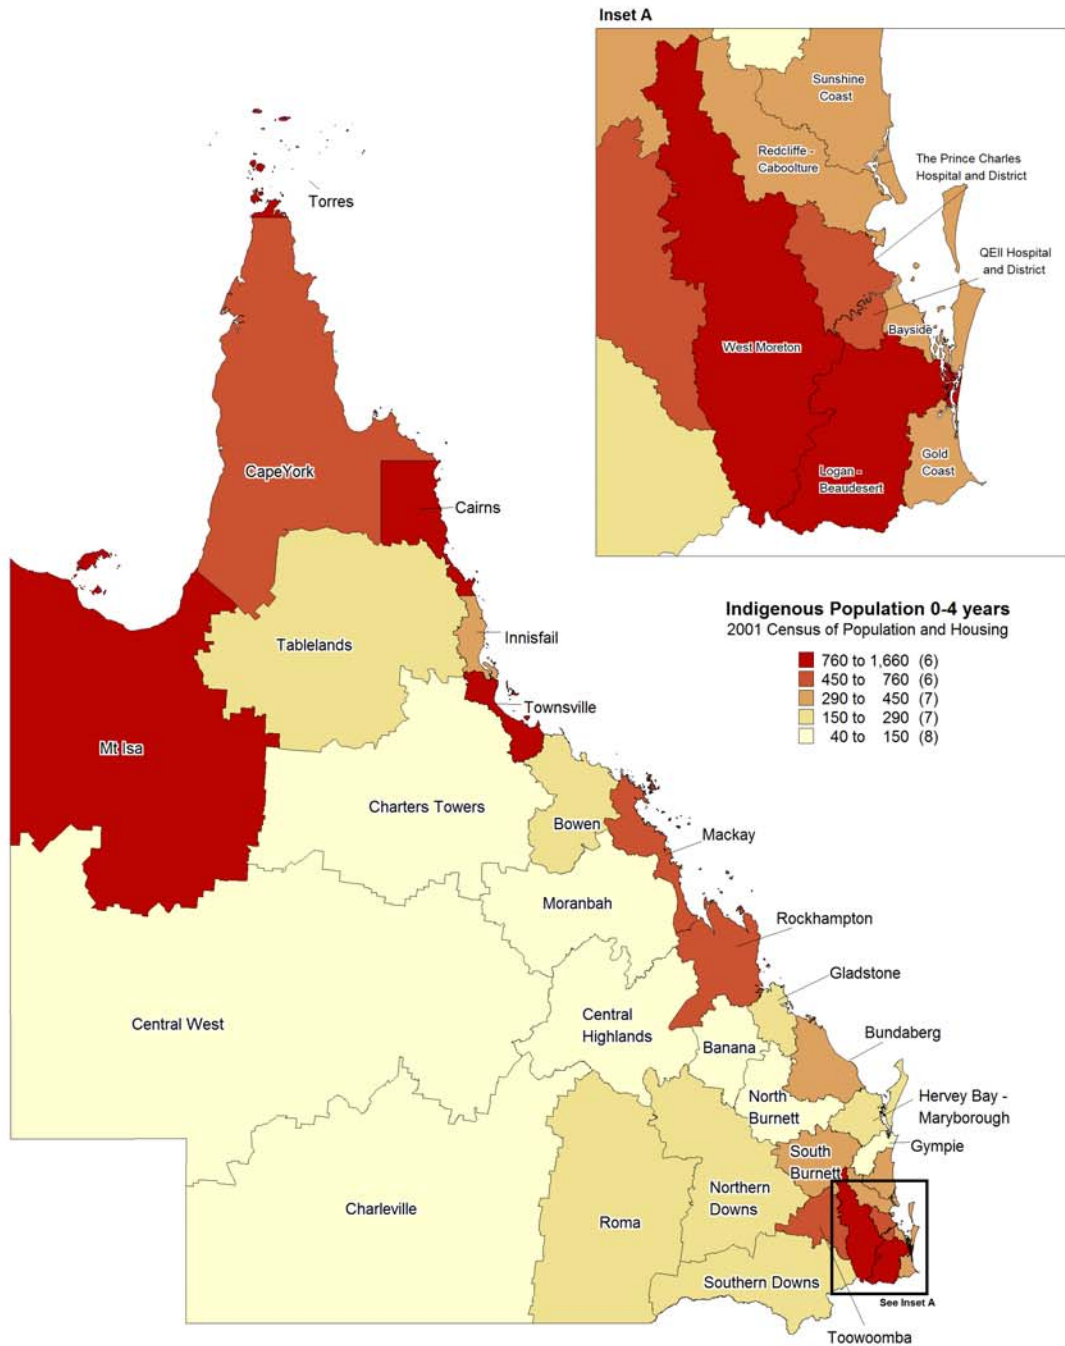 Inset A
Sunshine
Coast
Redcliffe -
Caboolture
The Prince Charles
Hospital and District
QEII Hospital
and District
Bayside
West Moreton
Gold
Coast
Logan -
Beaudesert
Torres
CapeYork
Cairns
Innisfail
Tablelands
Townsville
Mt Isa
Charters Towers
Bowen
Mackay
Moranbah
Rockhampton
Gladstone
Central West
Central
Highlands
Banana
Bundaberg
North
Burnett
Hervey Bay -
Maryborough
Gympie
South
Burnett
Northern
Downs
Charleville
Roma
Southern Downs
See Inset A
Toowoomba
Indigenous Population 0-4 years
2001 Census of Population and Housing
760 to 1,660 (6)
450 to 760 (6)
290 to 450 (7)
150 to 290 (7)
40 to 150 (8)